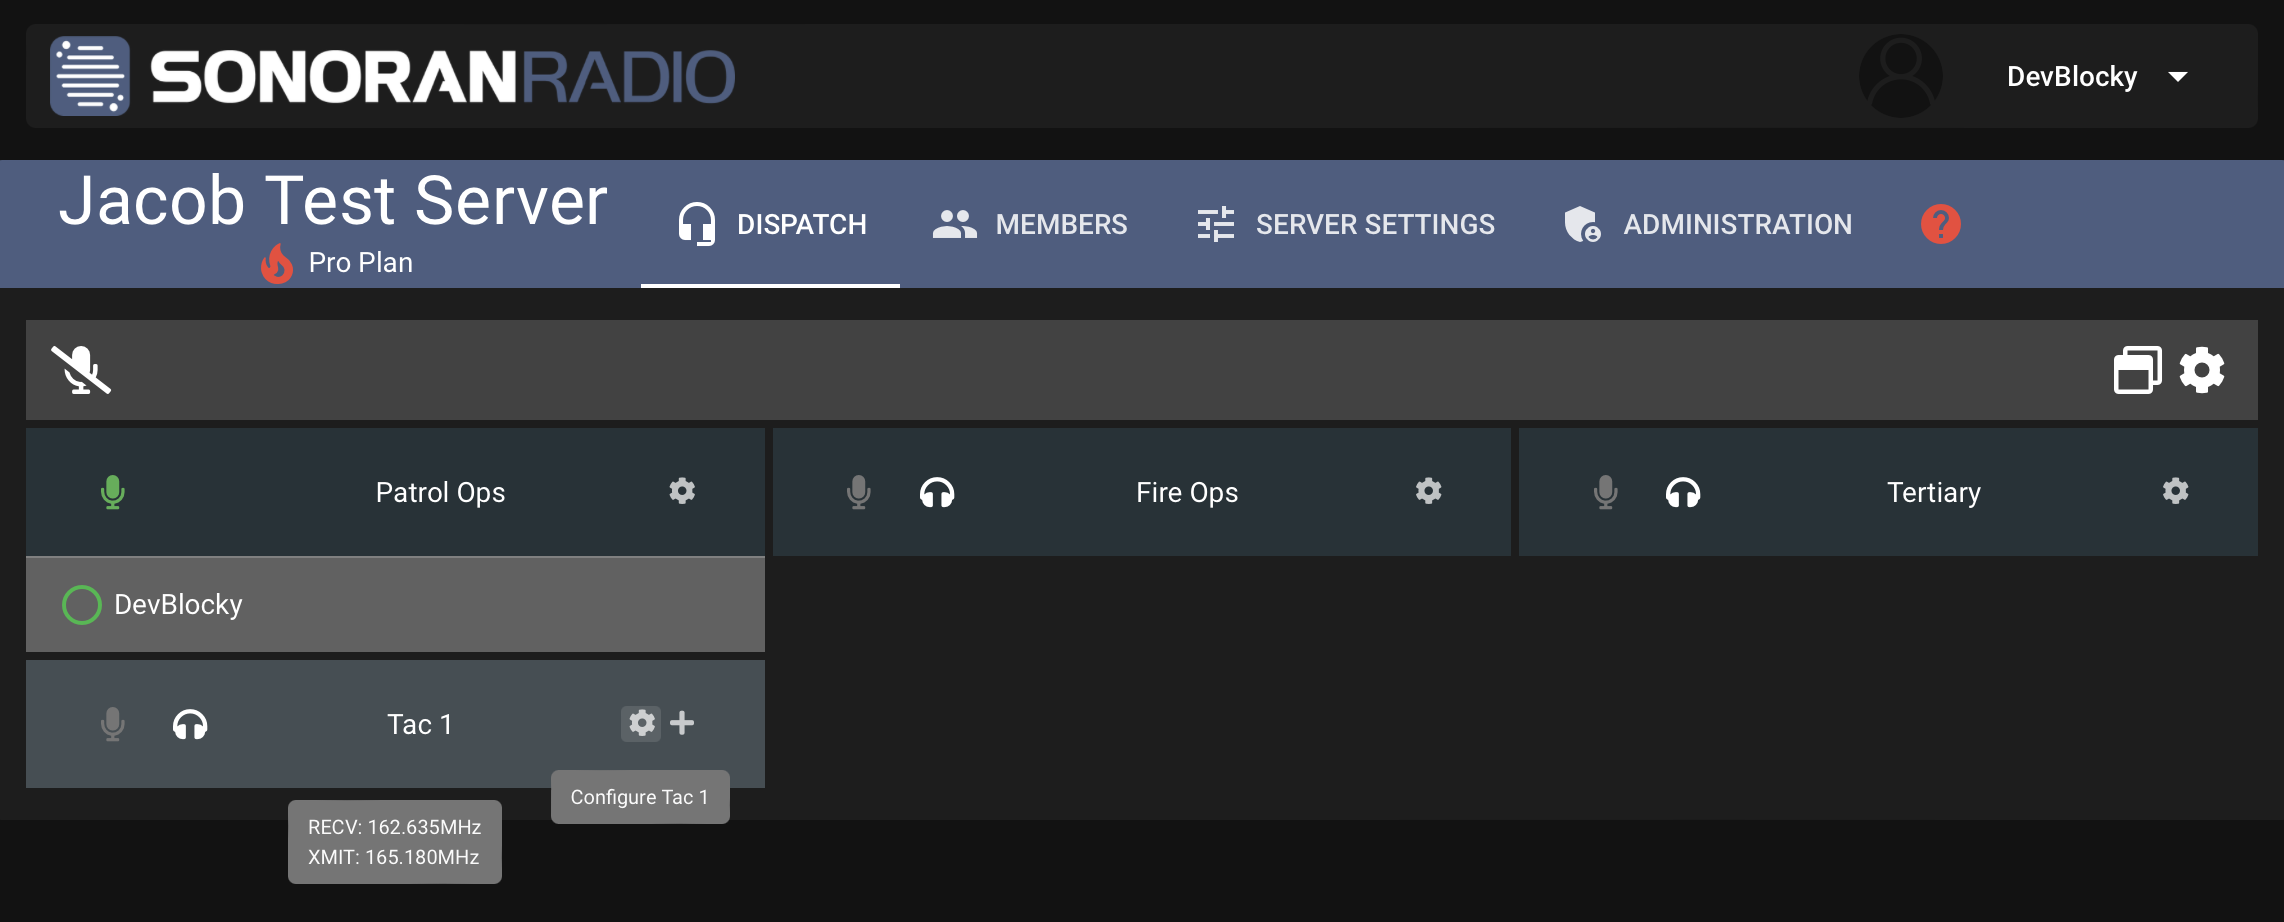 SONORANRADIO
DevBlocky
Jacob Test Server
Pro Plan
DISPATCH
MEMBERS
SERVER SETTINGS
ADMINISTRATION
?
Patrol Ops
Fire Ops
Tertiary
DevBlocky
Tac 1
Configure Tac 1
RECV: 162.635MHz
XMIT: 165.180MHz